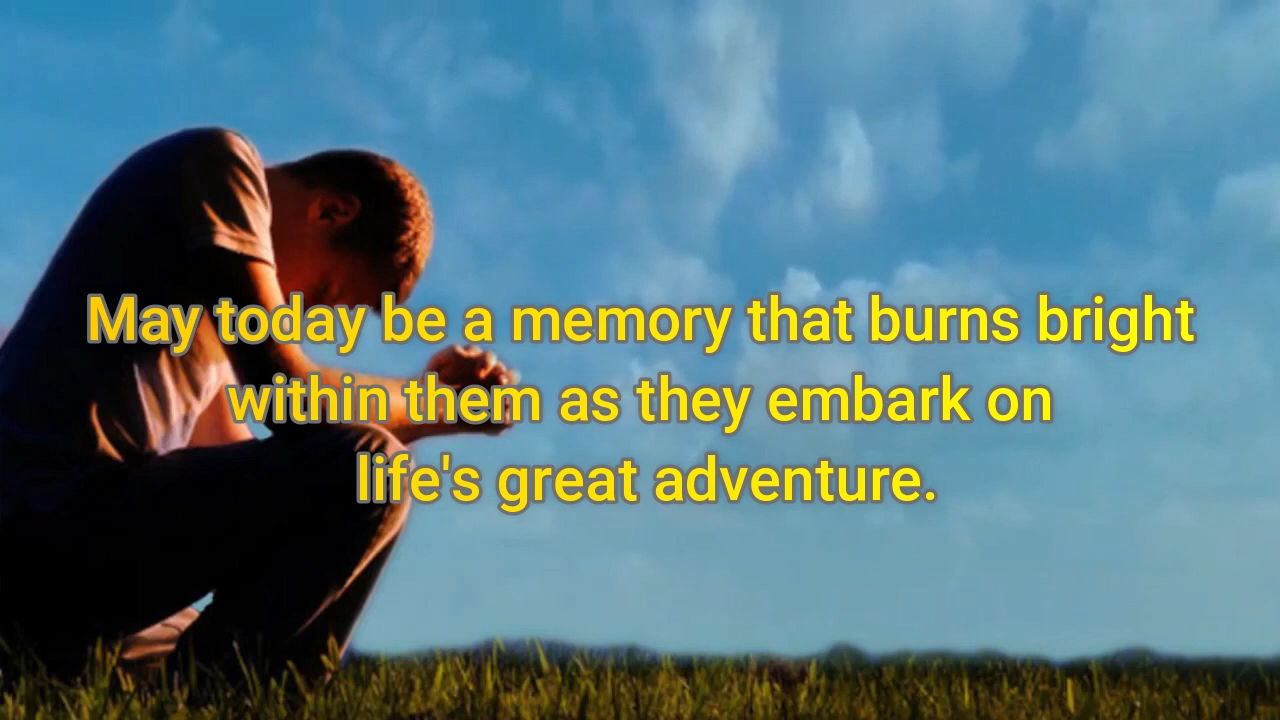 May today be a memory that burns bright
within them as they embark on
life's great adventure.